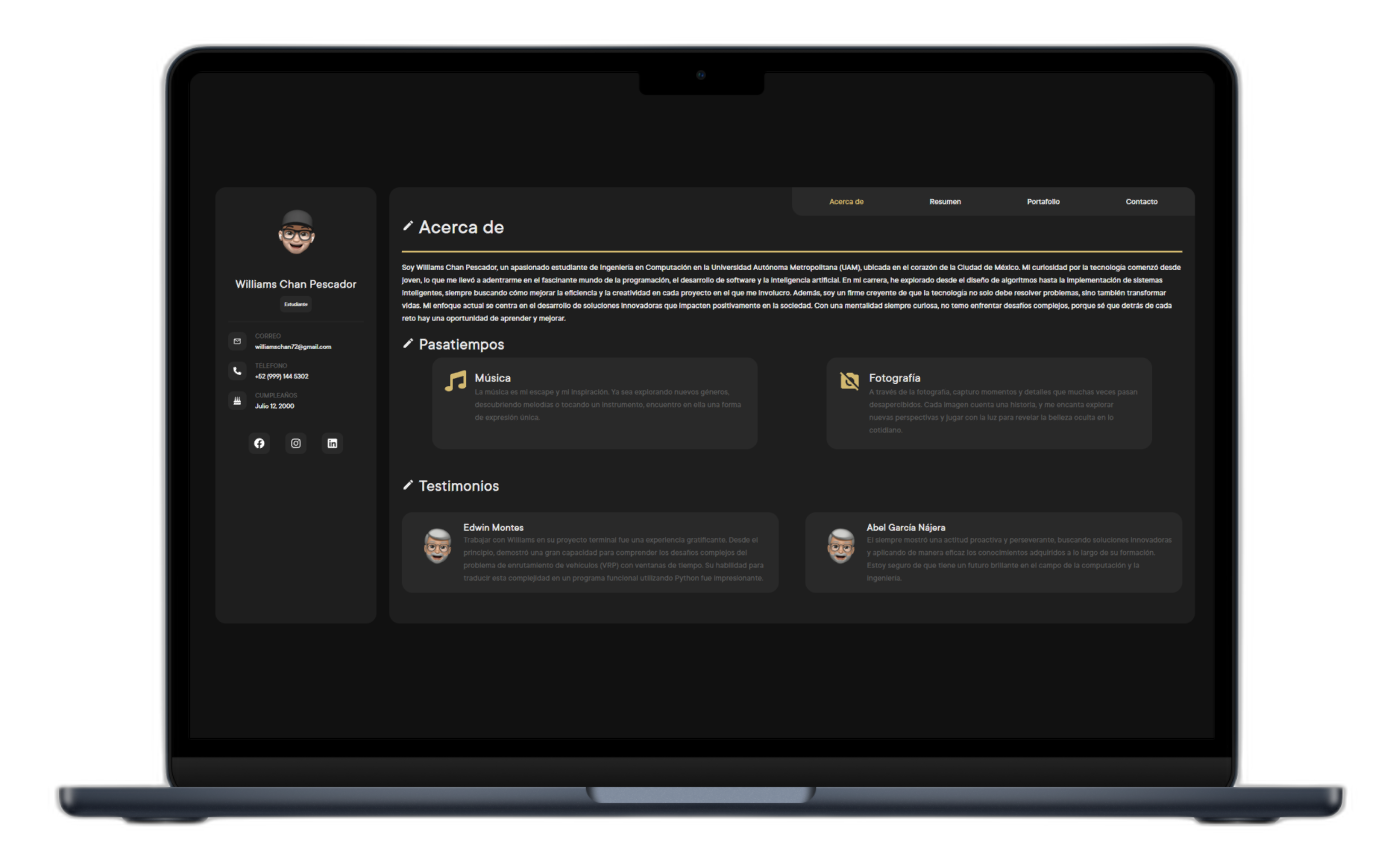 Acerca de
Resumen
Portafolio
Contacto
Williams Chan Pescador
Estudiante
CORREO
williamschan72@gmail.com
TELEFONO
+52 (999) 144 5302
CUMPLEAÑOS
Julio 12, 2000
Acerca de
Soy Williams Chan Pescador, un apasionado estudiante de Ingeniería en Computación en la Universidad Autónoma Metropolitana (UAM), ubicada en el corazón de la Ciudad de México. Mi curiosidad por la tecnología comenzó desde
joven, lo que me llevó a adentrarme en el fascinante mundo de la programación, el desarrollo de software y la inteligencia artificial. En mi carrera, he explorado desde el diseño de algoritmos hasta la implementación de sistemas
inteligentes, siempre buscando cómo mejorar la eficiencia y la creatividad en cada proyecto en el que me involucro. Además, soy un firme creyente de que la tecnología no solo debe resolver problemas, sino también transformar
vidas. Mi enfoque actual se centra en el desarrollo de soluciones innovadoras que impacten positivamente en la sociedad. Con una mentalidad siempre curiosa, no temo enfrentar desafíos complejos, porque sé que detrás de cada
reto hay una oportunidad de aprender y mejorar.
Pasatiempos
Música
La música es mi escape y mi inspiración. Ya sea explorando nuevos géneros,
descubriendo melodías o tocando un instrumento, encuentro en ella una forma
de expresión única.
Fotografía
A través de la fotografía, capturo momentos y detalles que muchas veces pasan
desapercibidos. Cada imagen cuenta una historia, y me encanta explorar
nuevas perspectivas y jugar con la luz para revelar la belleza oculta en lo
cotidiano.
Testimonios
Edwin Montes
Trabajar con Williams en su proyecto terminal fue una experiencia gratificante. Desde el
principio, demostró una gran capacidad para comprender los desafíos complejos del
problema de enrutamiento de vehículos (VRP) con ventanas de tiempo. Su habilidad para
traducir esta complejidad en un programa funcional utilizando Python fue impresionante.
Abel García Nájera
El siempre mostró una actitud proactiva y perseverante, buscando soluciones innovadoras
y aplicando de manera eficaz los conocimientos adquiridos a lo largo de su formación.
Estoy seguro de que tiene un futuro brillante en el campo de la computación y la
ingeniería.